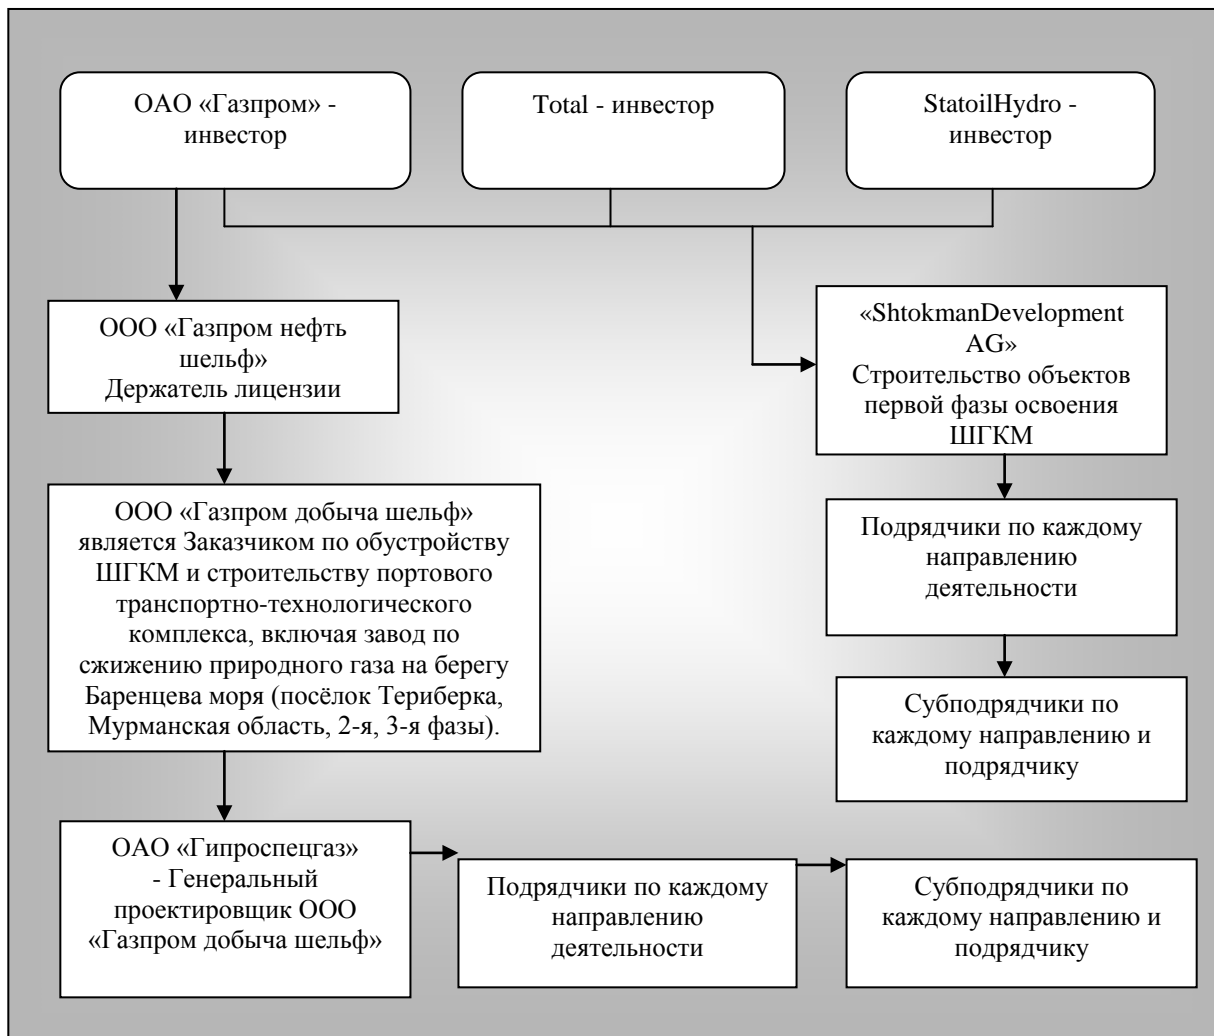 ОАО «Газпром» -
инвестор
Total - инвестор
StatoilHydro -
инвестор
ООО «Газпром нефть
шельф»
Держатель лицензии
«ShtokmanDevelopment
AG»
Строительство объектов
первой фазы освоения
ШГКМ
ООО «Газпром добыча шельф»
является Заказчиком по обустройству
ШГКМ и строительству портового
транспортно-технологического
комплекса, включая завод по
сжижению природного газа на берегу
Баренцева моря (посёлок Териберка,
Мурманская область, 2-я, 3-я фазы).
Подрядчики по каждому
направлению
деятельности
Субподрядчики по
каждому направлению и
подрядчику
ОАО «Гипроспецгаз»
- Генеральный
проектировщик ООО
«Газпром добыча шельф»
Подрядчики по каждому
направлению
деятельности
Субподрядчики по
каждому направлению и
подрядчику